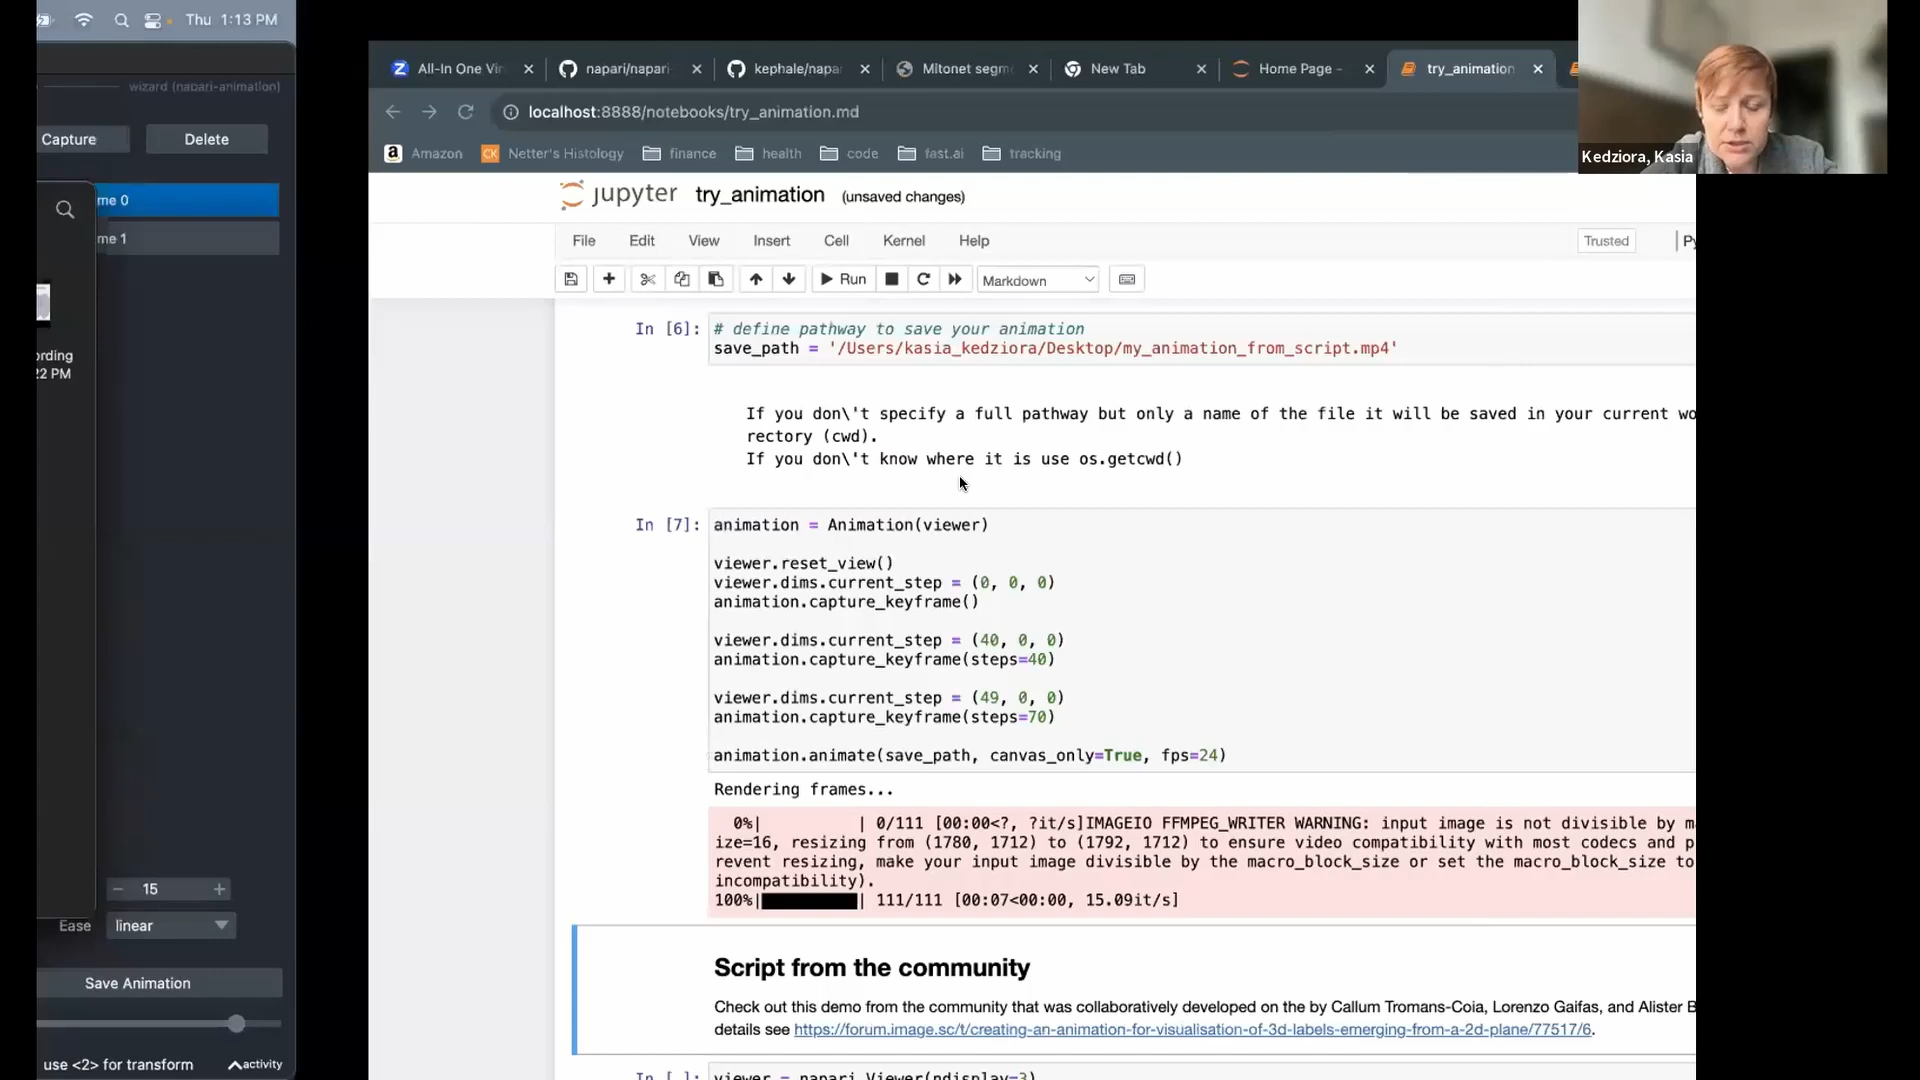 Thu 1:13 PM
wizard (napari-animation)
Capture
Delete
me 0
me 1
ording
22 PM
15
Ease
linear
Save Animation
use <2> for transform
activity
All-In One Vir
napari/napari
kephale/napa
Mitonet segm
New Tab
Home Page -
try_animation
localhost:8888/notebooks/try_animation.md
Amazon
CK Netter's Histology
finance
health
code
fast.ai
tracking
Kedziora, Kasia
jupyter try_animation (unsaved changes)
File Edit View Insert Cell Kernel Help
Trusted
Py
Run
Markdown
In [6]: # define pathway to save your animation
save_path = '/Users/kasia_kedziora/Desktop/my_animation_from_script.mp4'
If you don\'t specify a full pathway but only a name of the file it will be saved in your current wo
rectory (cwd).
If you don\'t know where it is use os.getcwd()
In [7]: animation = Animation(viewer)
viewer.reset_view()
viewer.dims.current_step = (0, 0, 0)
animation.capture_keyframe()
viewer.dims.current_step = (40, 0, 0)
animation.capture_keyframe(steps=40)
viewer.dims.current_step = (49, 0, 0)
animation.capture_keyframe(steps=70)
animation.animate(save_path, canvas_only=True, fps=24)
Rendering frames...
0%| | 0/111 [00:00<?, ?it/s]IMAGEIO FFMPEG_WRITER WARNING: input image is not divisible by m
ize=16, resizing from (1780, 1712) to (1792, 1712) to ensure video compatibility with most codecs and p
revent resizing, make your input image divisible by the macro_block_size or set the macro_block_size to
incompatibility).
100%| | 111/111 [00:07<00:00, 15.09it/s]
Script from the community
Check out this demo from the community that was collaboratively developed on the by Callum Tromans-Coia, Lorenzo Gaifas, and Alister B
details see https://forum.image.sc/t/creating-an-animation-for-visualisation-of-3d-labels-emerging-from-a-2d-plane/77517/6.
In [ ]: viewer = napari.Viewer(ndisplay=3)